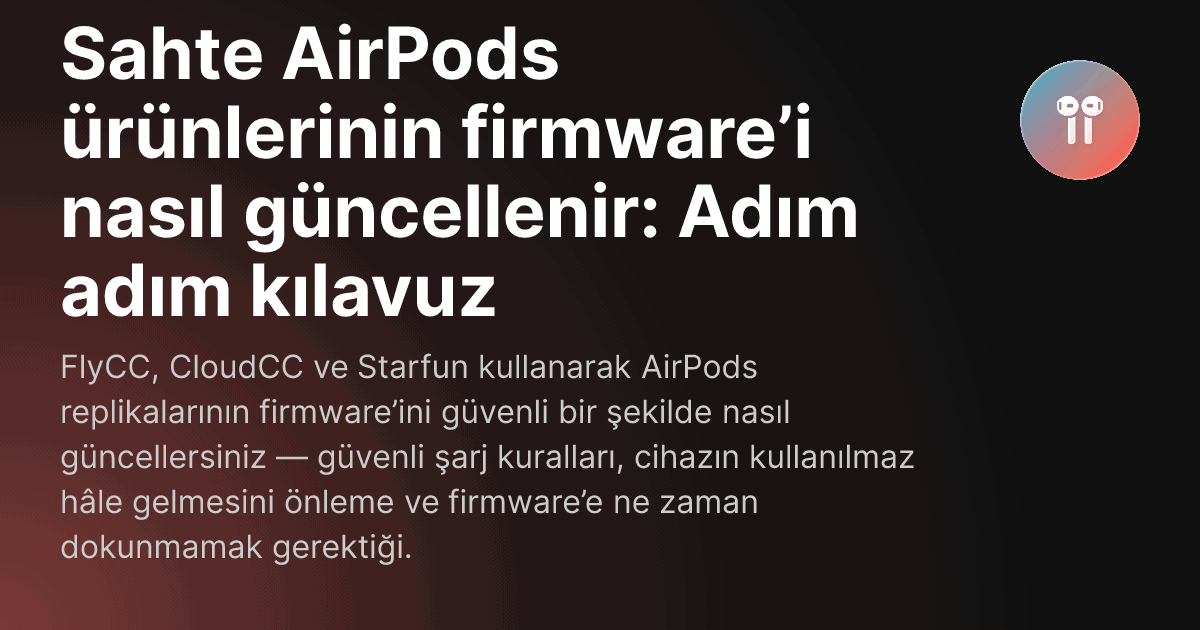 Sahte AirPods
ürünlerinin firmware’i
nasıl güncellenir: Adım
adım kılavuz
FlyCC, CloudCC ve Starfun kullanarak AirPods
replikalarının firmware’ini güvenli bir şekilde nasıl
güncellersiniz — güvenli şarj kuralları, cihazın kullanılmaz
hâle gelmesini önleme ve firmware’e ne zaman
dokunmamak gerektiği.